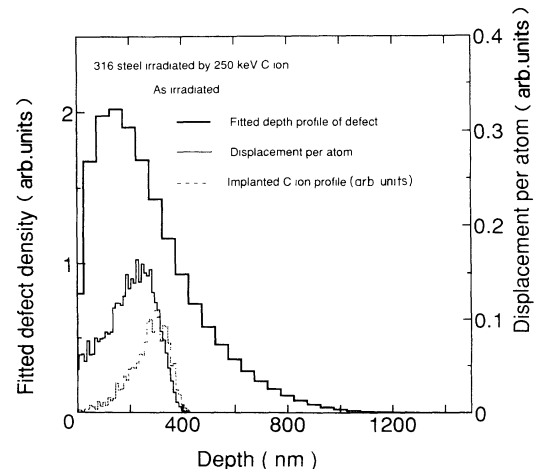 316 steel irradiated by 250 keV C ion
As irradiated
Fitted depth profile of defect
Displacement per atom
Implanted C ion profile (arb units)
Fitted defect density ( arb.units )
Displacement per atom ( arb.units )
2
1
0
0.4
0.3
0.2
0.1
0
400
800
1200
Depth ( nm )